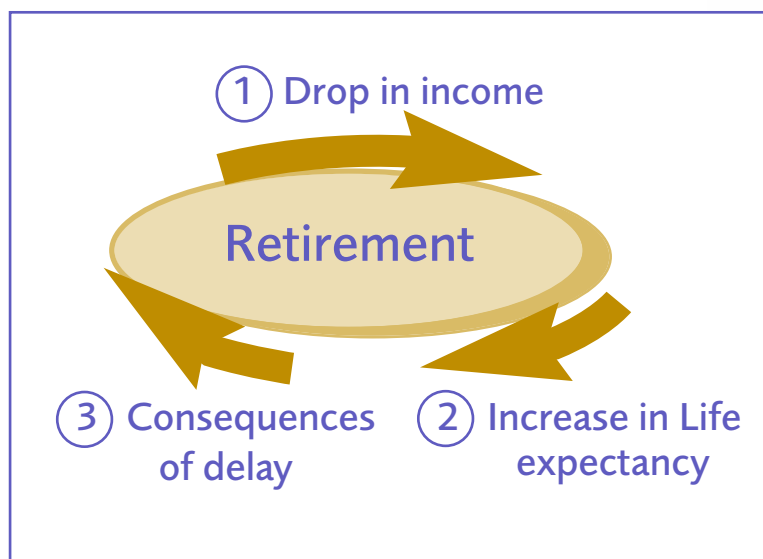 1 Drop in income
Retirement
3 Consequences
of delay
2 Increase in Life
expectancy